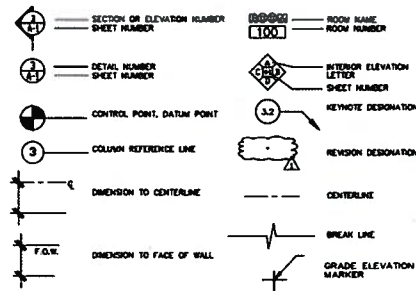 3
A-1
SECTION OR ELEVATION NUMBER
SHEET NUMBER
3
A-1
DETAIL NUMBER
SHEET NUMBER
CONTROL POINT, DATUM POINT
3
COLUMN REFERENCE LINE
DIMENSION TO CENTERLINE
F.O.W.
DIMENSION TO FACE OF WALL
ROOM
100
ROOM NAME
ROOM NUMBER
A
C
B
D
INTERIOR ELEVATION
LETTER
SHEET NUMBER
3.2
KEYNOTE DESIGNATION
1
REVISION DESIGNATION
CENTERLINE
BREAK LINE
GRADE ELEVATION
MARKER